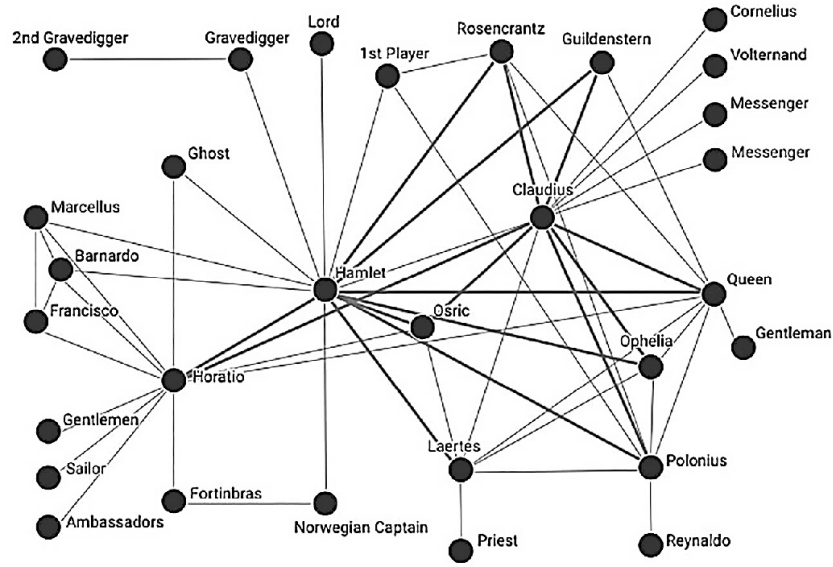 Cornelius
Lord
Rosencrantz
2nd Gravedigger
Gravedigger
Guildenstern
1st Player
Volternand
Messenger
Ghost
Messenger
Claudius
Marcellus
Barnardo
Hamlet
Queen
Francisco
Osric
Gentleman
Ophelia
Horatio
Gentlemen
Laertes
Polonius
Sailor
Fortinbras
Ambassadors
Norwegian Captain
Priest
Reynaldo